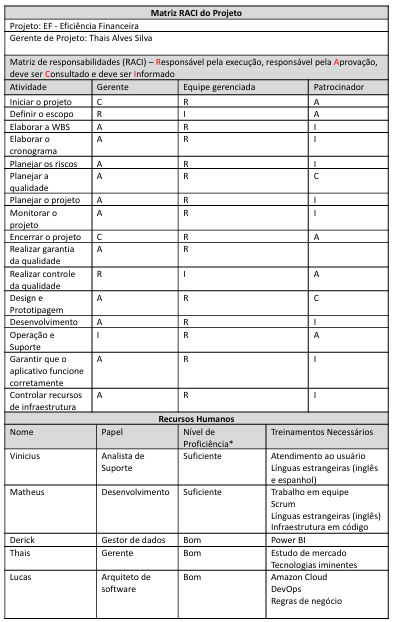 Matriz RACI do Projeto
Projeto: EF - Eficiência Financeira
Gerente de Projeto: Thais Alves Silva
Matriz de responsabilidades (RACI) – Responsável pela execução, responsável pela Aprovação,
deve ser Consultado e deve ser Informado
Atividade Gerente Equipe gerenciada Patrocinador
Iniciar o projeto C R A
Definir o escopo R I A
Elaborar a WBS A R I
Elaborar o A R I
cronograma
Planejar os riscos A R I
Planejar a A R C
qualidade
Planejar o projeto A R I
Monitorar o A R I
projeto
Encerrar o projeto C R A
Realizar garantia A R
da qualidade
Realizar controle R I A
da qualidade
Design e A R C
Prototipagem
Desenvolvimento A R I
Operação e I R A
Suporte
Garantir que o A R I
aplicativo funcione
corretamente
Controlar recursos A R I
de infraestrutura
Recursos Humanos
Nome Papel Nível de Treinamentos Necessários
Proficiência*
Vinicius Analista de Suficiente Atendimento ao usuário
Suporte Línguas estrangeiras (inglês
e espanhol)
Matheus Desenvolvimento Suficiente Trabalho em equipe
Scrum
Línguas estrangeiras (inglês)
Infraestrutura em código
Derick Gestor de dados Bom Power BI
Thais Gerente Bom Estudo de mercado
Tecnologias iminentes
Lucas Arquiteto de Bom Amazon Cloud
software DevOps
Regras de negócio